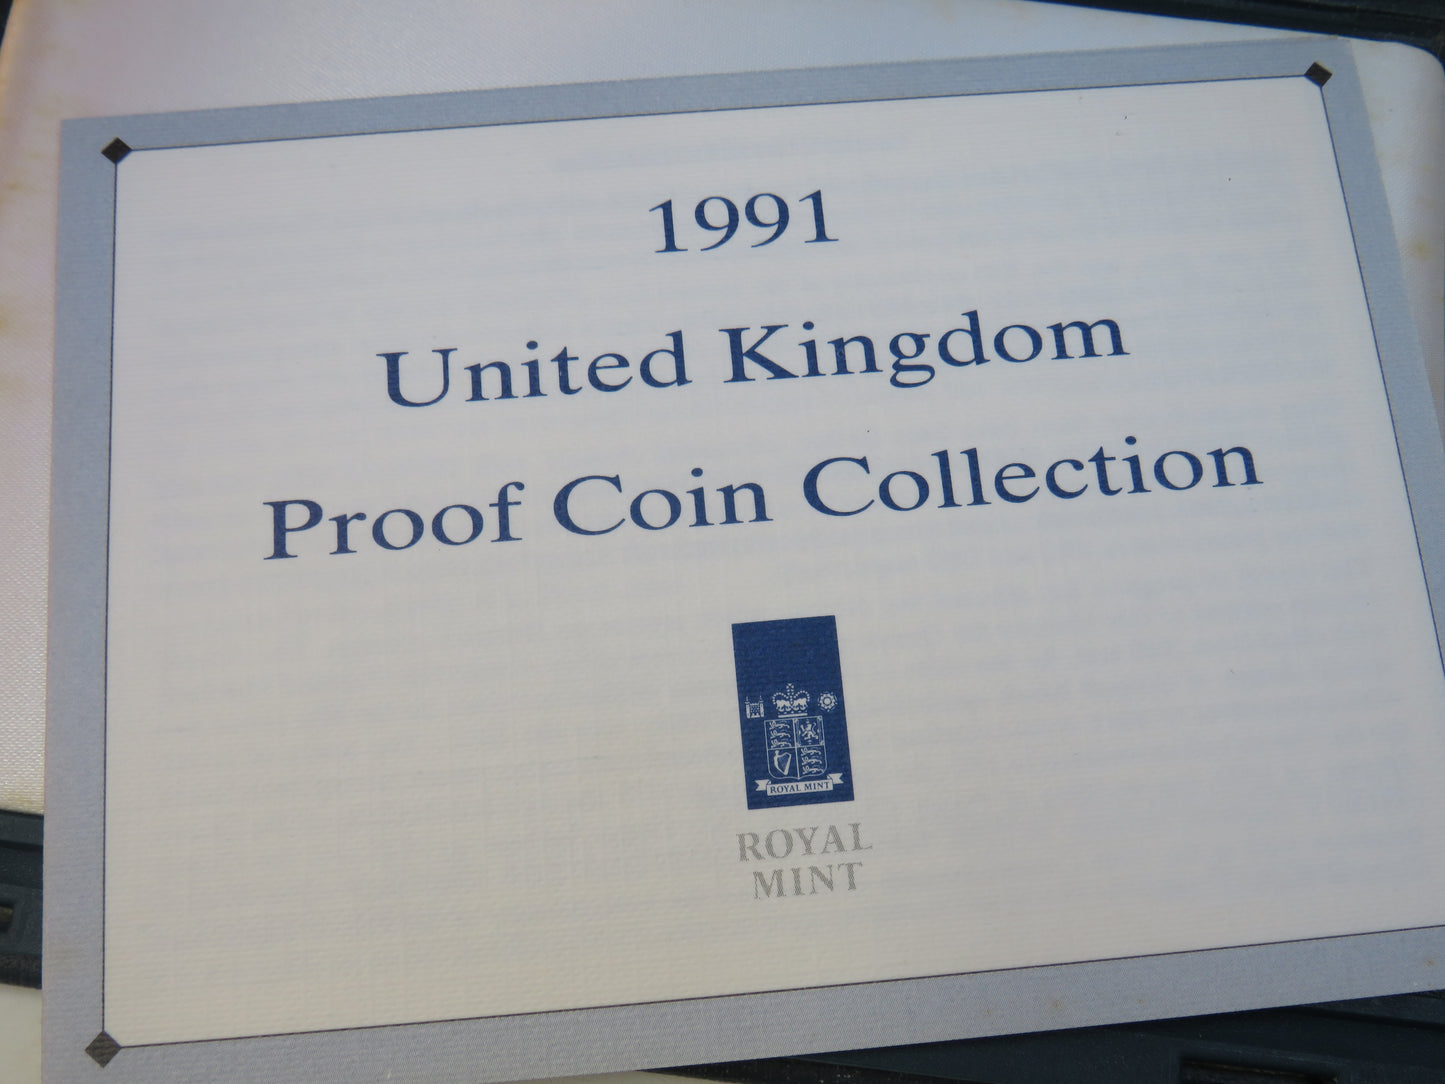 1991
United Kingdom
Proof Coin Collection
ROYAL MINT
ROYAL
MINT